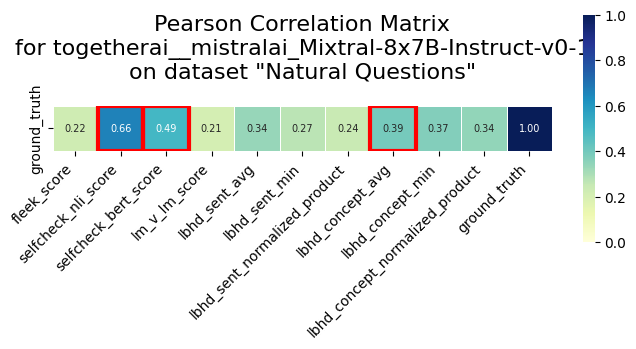 Pearson Correlation Matrix
for togetherai__mistralai_Mixtral-8x7B-Instruct-v0-1
on dataset "Natural Questions"
ground_truth
0.22 0.66 0.49 0.21 0.34 0.27 0.24 0.39 0.37 0.34 1.00
fleek_score
selfcheck_nli_score
selfcheck_bert_score
lm_v_lm_score
lbhd_sent_avg
lbhd_sent_min
lbhd_sent_normalized_product
lbhd_concept_avg
lbhd_concept_min
lbhd_concept_normalized_product
ground_truth
1.0
0.8
0.6
0.4
0.2
0.0